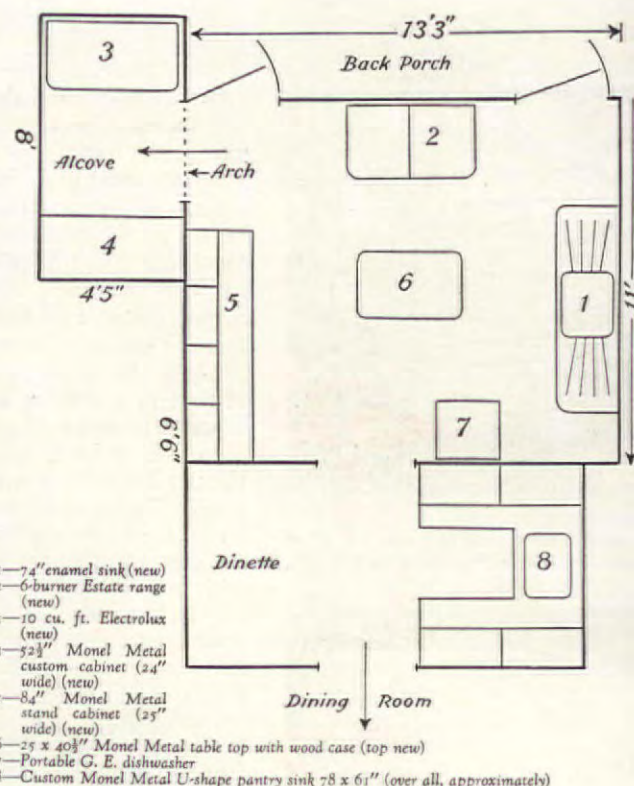 13'3"
3
Back Porch
2
8'
Alcove
Arch
4
4'5"
5
6
1
11'
7
6'6"
Dinette
8
Dining Room
—74" enamel sink (new)
—6-burner Estate range
(new)
—10 cu. ft. Electrolux
(new)
—52½" Monel Metal
custom cabinet (24"
wide) (new)
—84" Monel Metal
stand cabinet (25"
wide) (new)
6—25 x 40½" Monel Metal table top with wood case (top new)
—Portable G. E. dishwasher
—Custom Monel Metal U-shape pantry sink 78 x 61" (over all, approximately)